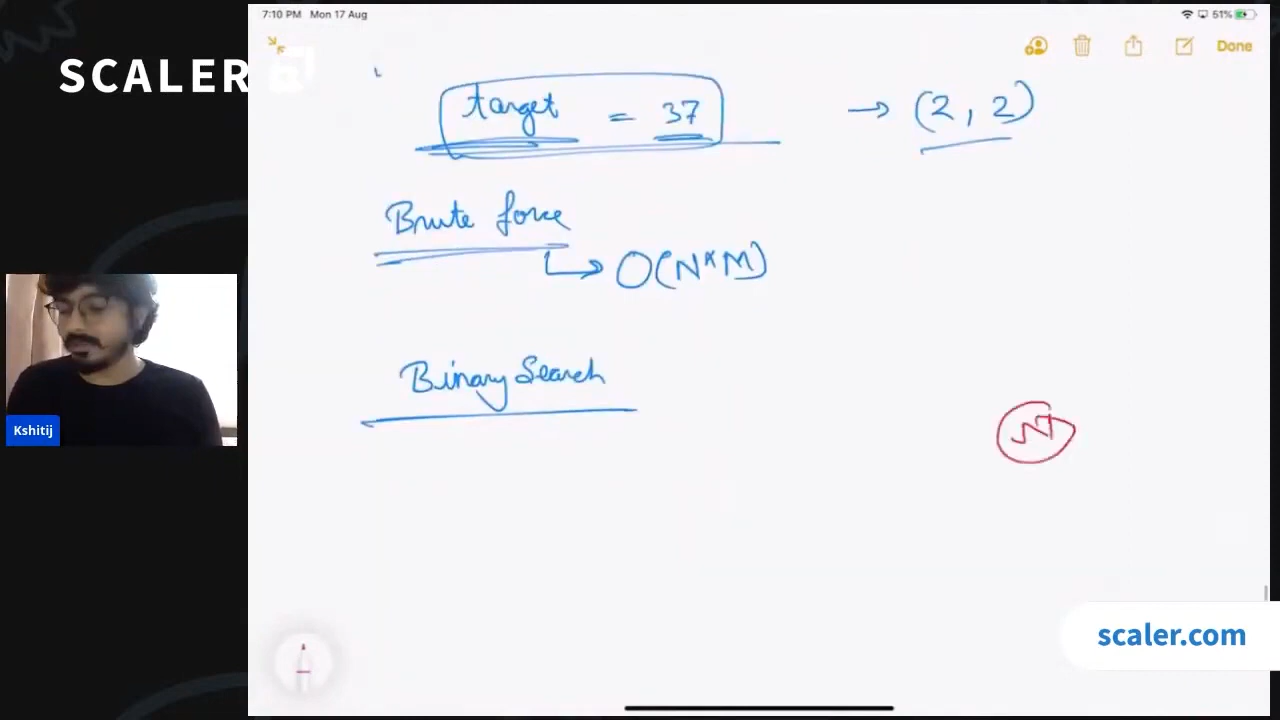 7:10 PM Mon 17 Aug
51%
SCALER
Done
target = 37 → (2, 2)
Brute force
↳ O(N*M)
Binary Search
Kshitij
scaler.com